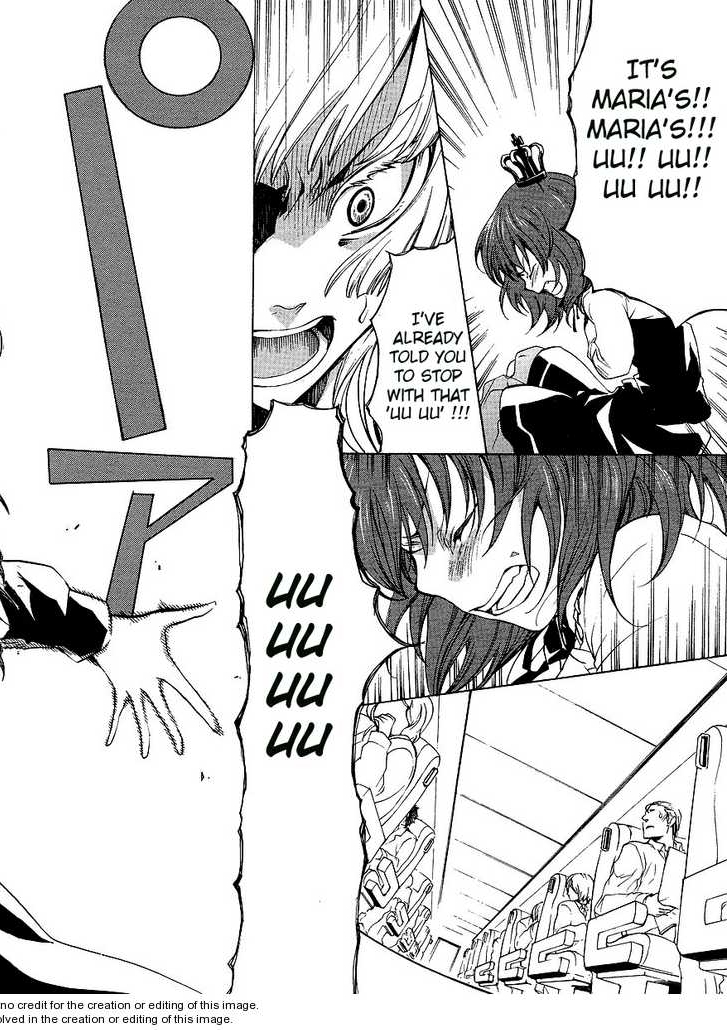 IT'S
MARIA'S!!
MARIA'S!!!
UU!! UU!!
UU UU!!
I'VE
ALREADY
TOLD YOU
TO STOP
WITH THAT
'UU UU' !!!
UU
UU
UU
UU
パ
ア
no credit for the creation or editing of this image.
olved in the creation or editing of this image.